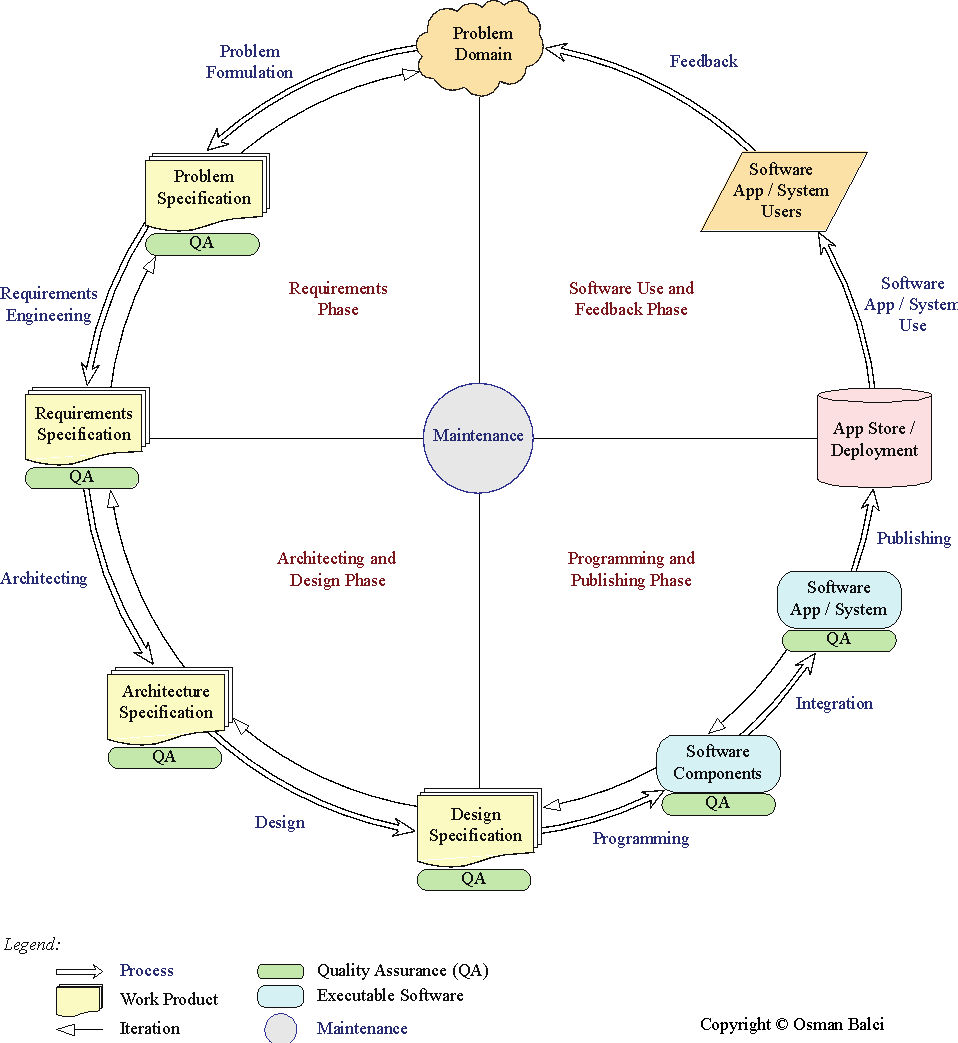 Problem
Domain
Problem
Formulation
Feedback
Problem
Specification
QA
Software
App / System
Users
Requirements
Engineering
Requirements
Phase
Software Use and
Feedback Phase
Software
App / System
Use
Requirements
Specification
QA
Maintenance
App Store /
Deployment
Architecting
Architecting and
Design Phase
Programming and
Publishing Phase
Publishing
Software
App / System
QA
Architecture
Specification
QA
Integration
Software
Components
QA
Design
Design
Specification
QA
Programming
Legend:
Process
Quality Assurance (QA)
Work Product
Executable Software
Iteration
Maintenance
Copyright © Osman Balci